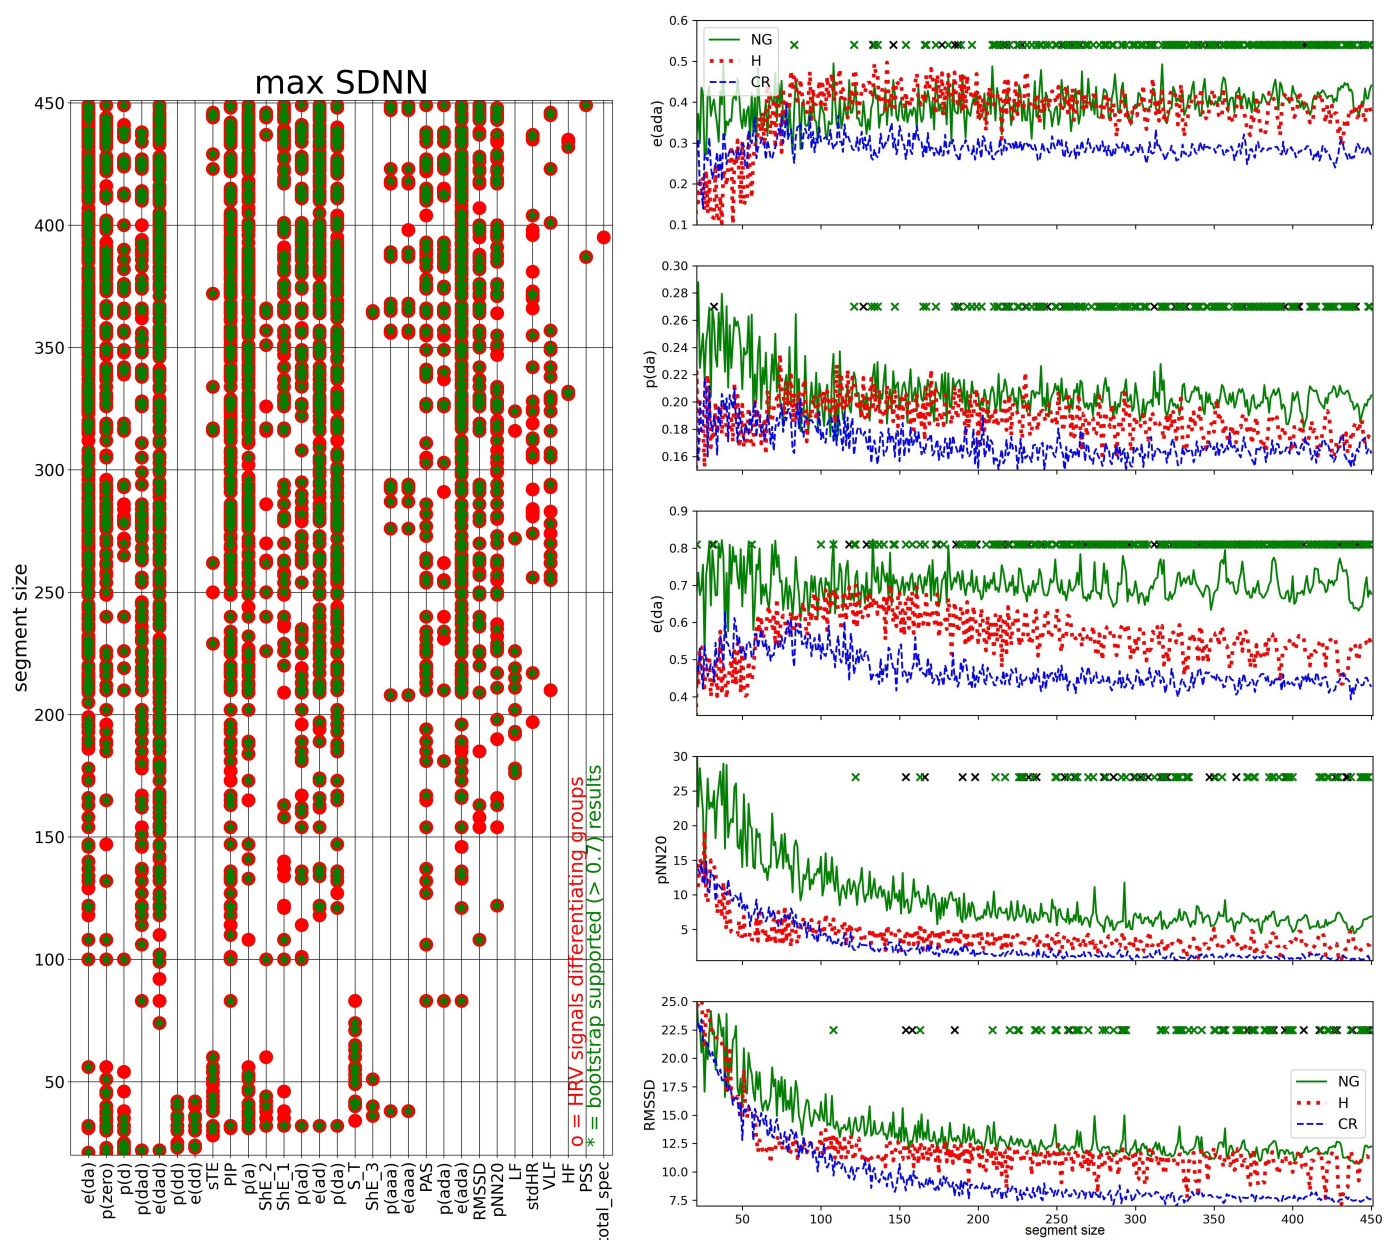 max SDNN
segment size
450
400
350
300
250
200
150
100
50
o = HRV signals differentiating groups
* = bootstrap supported (> 0.7) results
e(da)
p(zero)
p(d)
p(dad)
e(dad)
p(dd)
e(dd)
sTE
PIP
p(a)
ShE_2
ShE_1
p(ad)
e(ad)
p(da)
S_T
ShE_3
p(aaa)
e(aaa)
PAS
p(ada)
e(ada)
RMSSD
pNN20
LF
stdHR
VLF
HF
PSS
total_spec
e(ada)
0.6
0.5
0.4
0.3
0.2
0.1
NG
H
CR
p(da)
0.30
0.26
0.24
0.22
0.20
0.18
0.16
e(da)
0.9
0.8
0.7
0.6
0.5
0.4
pNN20
30
25
20
15
10
5
RMSSD
25.0
22.5
20.0
17.5
15.0
12.5
10.0
7.5
NG
H
CR
50 100 150 200 250 300 350 400 450
segment size